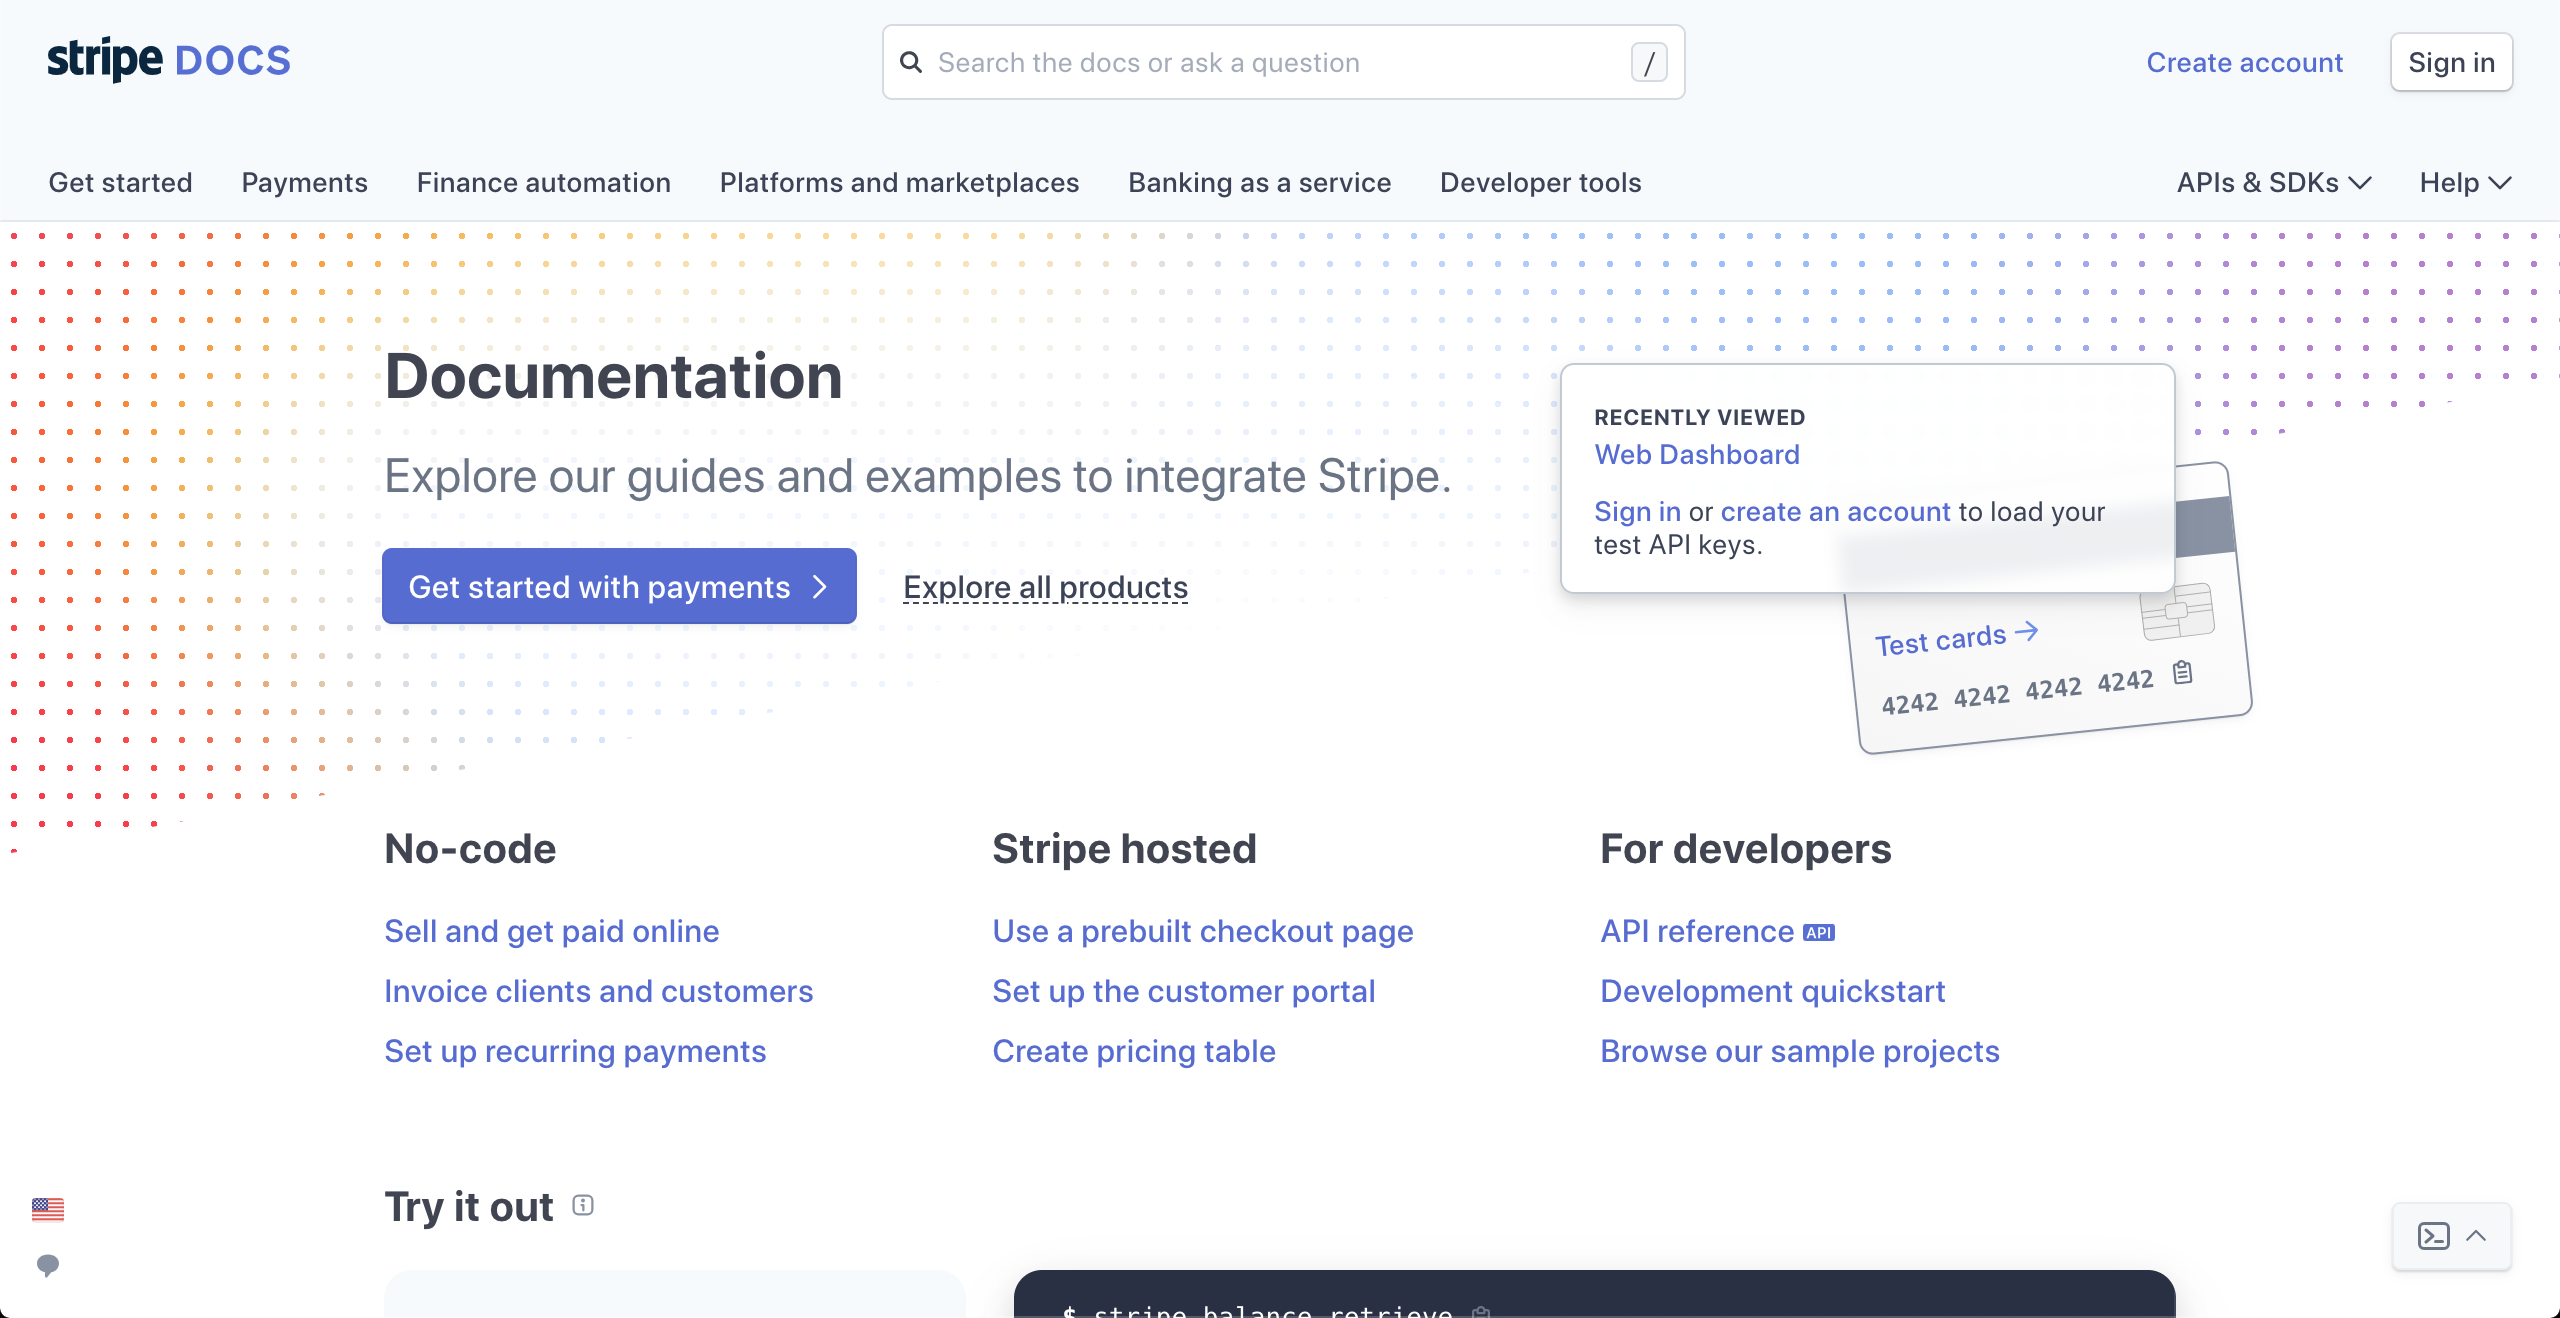 stripe DOCS
Search the docs or ask a question
/
Create account
Sign in
Get started
Payments
Finance automation
Platforms and marketplaces
Banking as a service
Developer tools
APIs & SDKs
Help
Documentation
Explore our guides and examples to integrate Stripe.
Get started with payments
Explore all products
RECENTLY VIEWED
Web Dashboard
Sign in or create an account to load your
test API keys.
Test cards
4242 4242 4242 4242
No-code
Sell and get paid online
Invoice clients and customers
Set up recurring payments
Stripe hosted
Use a prebuilt checkout page
Set up the customer portal
Create pricing table
For developers
API reference API
Development quickstart
Browse our sample projects
Try it out
$ stripe balance retrieve